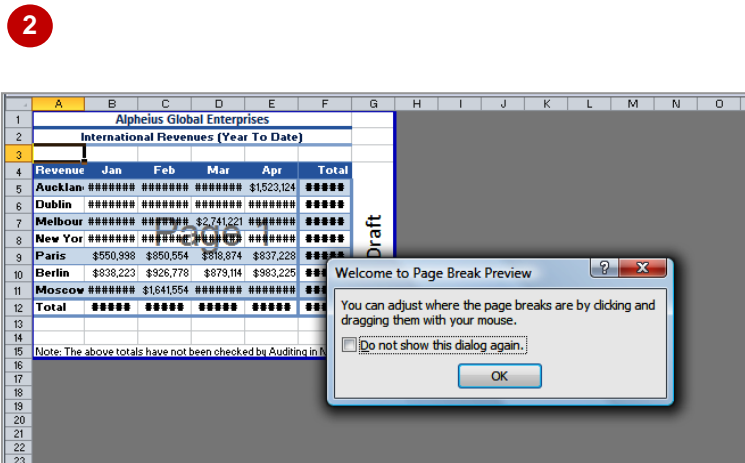 2
A B C D E F G H I J K L M N O
1 Alpheius Global Enterprises
2 International Revenues (Year To Date)
3
4 Revenue Jan Feb Mar Apr Total
5 Aucklan ####### ####### ####### $1,523,124 #####
6 Dublin ####### ####### ####### ####### #####
7 Melbour ####### ####### $2,741,221 ####### #####
8 New Yor ####### ####### ####### ####### #####
Page 1
Draft
9 Paris $550,998 $850,554 $818,874 $837,228 ###
10 Berlin $838,223 $926,778 $879,114 $983,225 ###
11 Moscow ####### $1,641,554 ####### ####### ###
12 Total ##### ##### ##### ##### ###
13
14
15 Note: The above totals have not been checked by Auditing in N
16
17
18
19
20
21
22
23
Welcome to Page Break Preview
You can adjust where the page breaks are by clicking and
dragging them with your mouse.
Do not show this dialog again.
OK